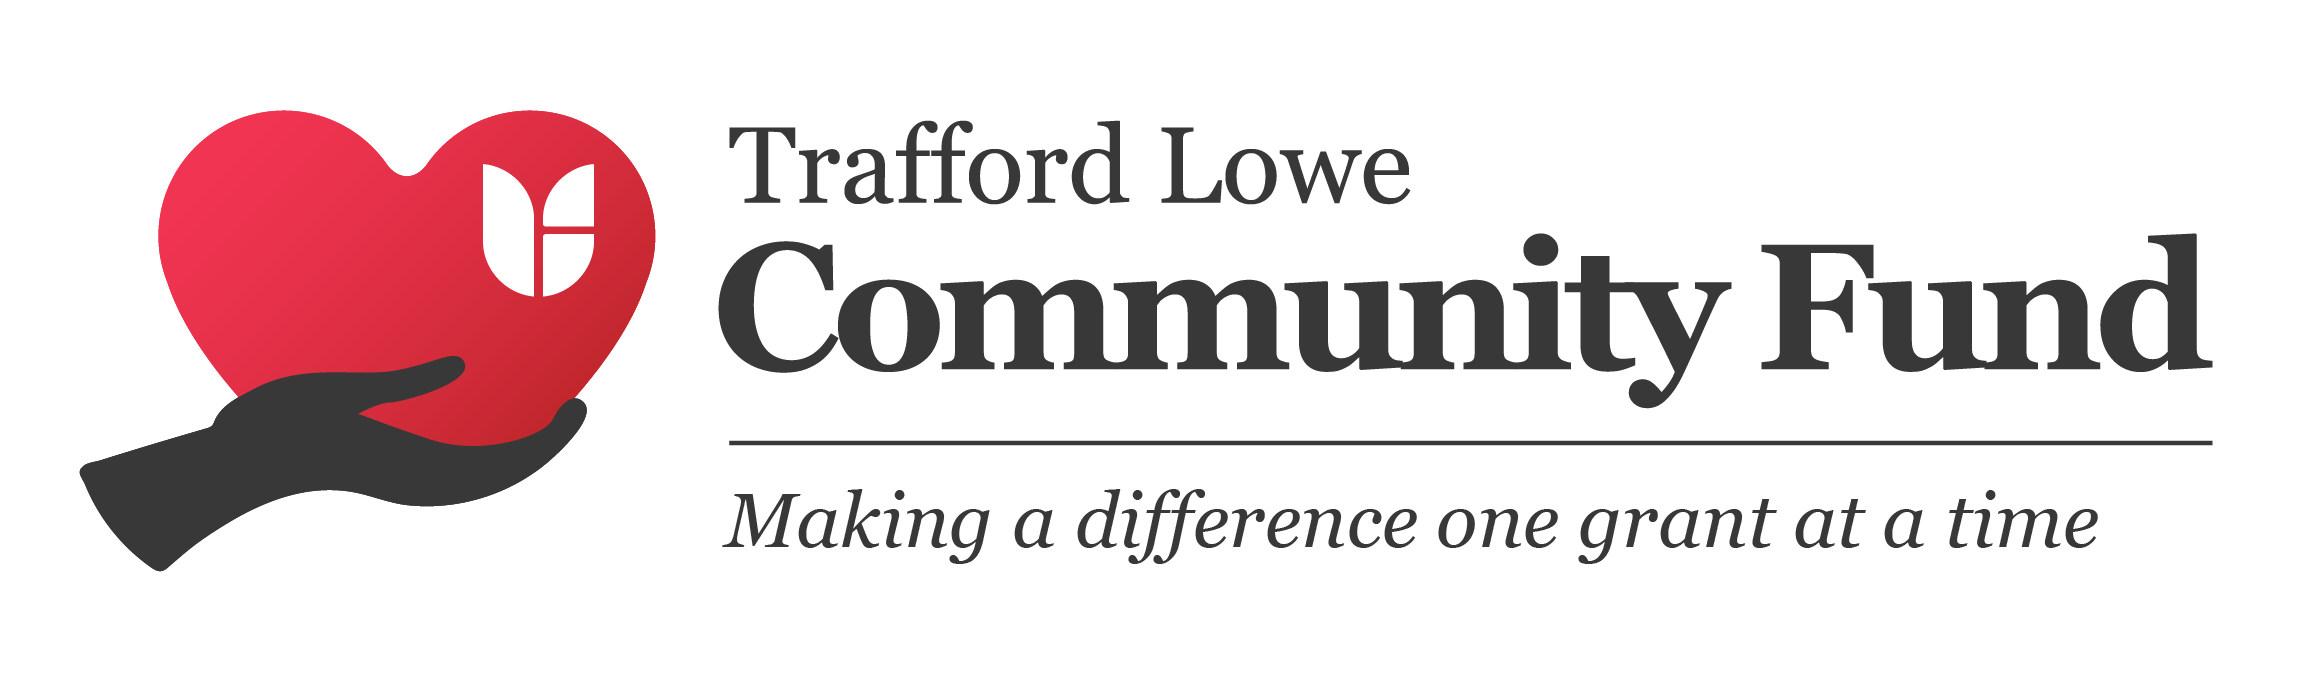 Trafford Lowe
Community Fund
Making a difference one grant at a time